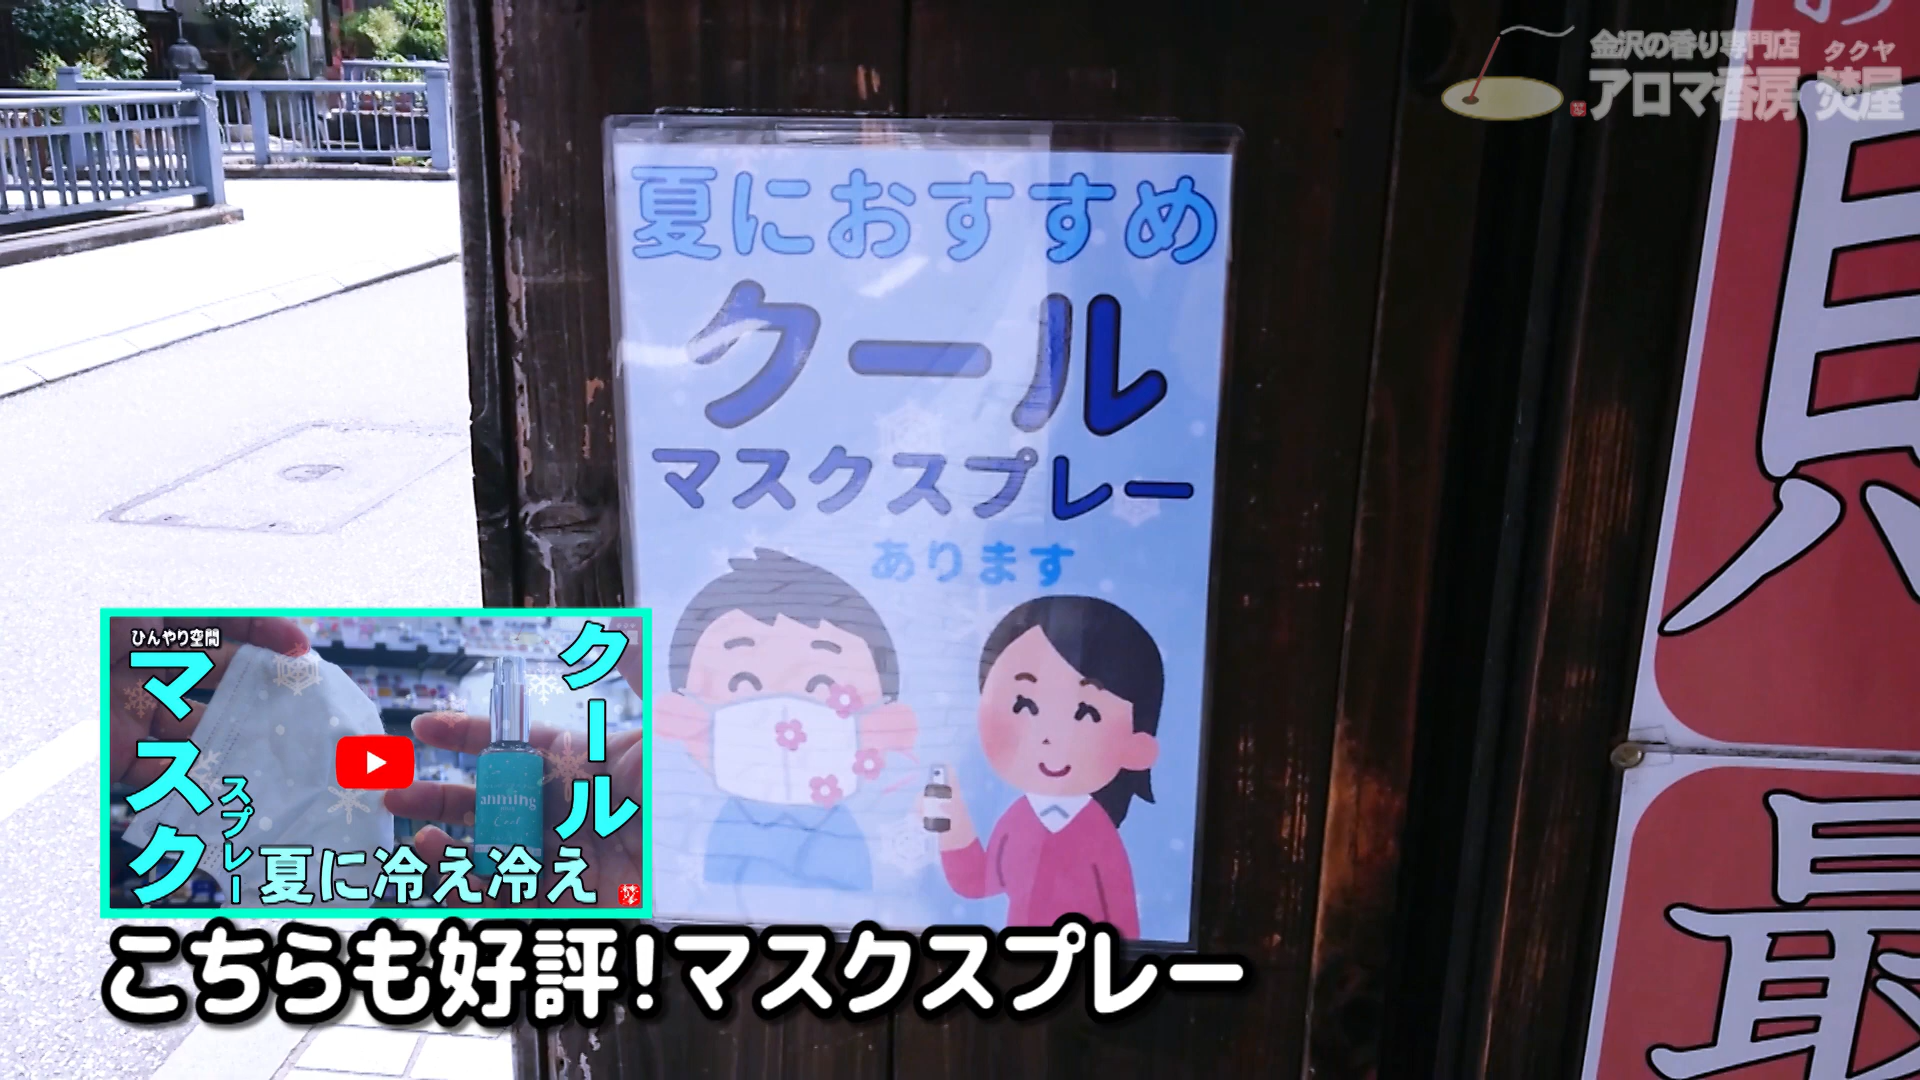 金沢の香り専門店
タクヤ
アロマ香房 焚屋
夏におすすめ
クール
マスクスプレー
あります
ひんやり空間
クール
マスク
スプレー
anming
Cool
夏に冷え冷え
こちらも好評!マスクスプレー
最